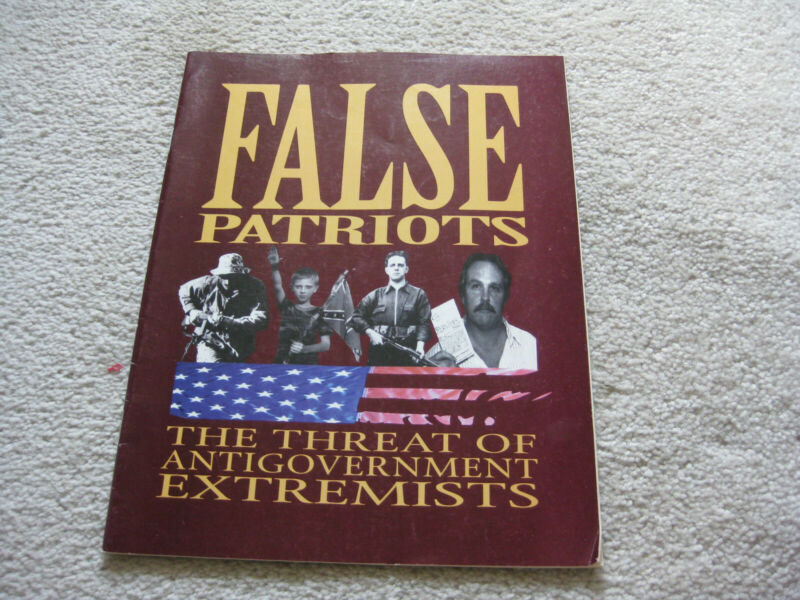 FALSE
PATRIOTS
THE THREAT OF
ANTIGOVERNMENT
EXTREMISTS